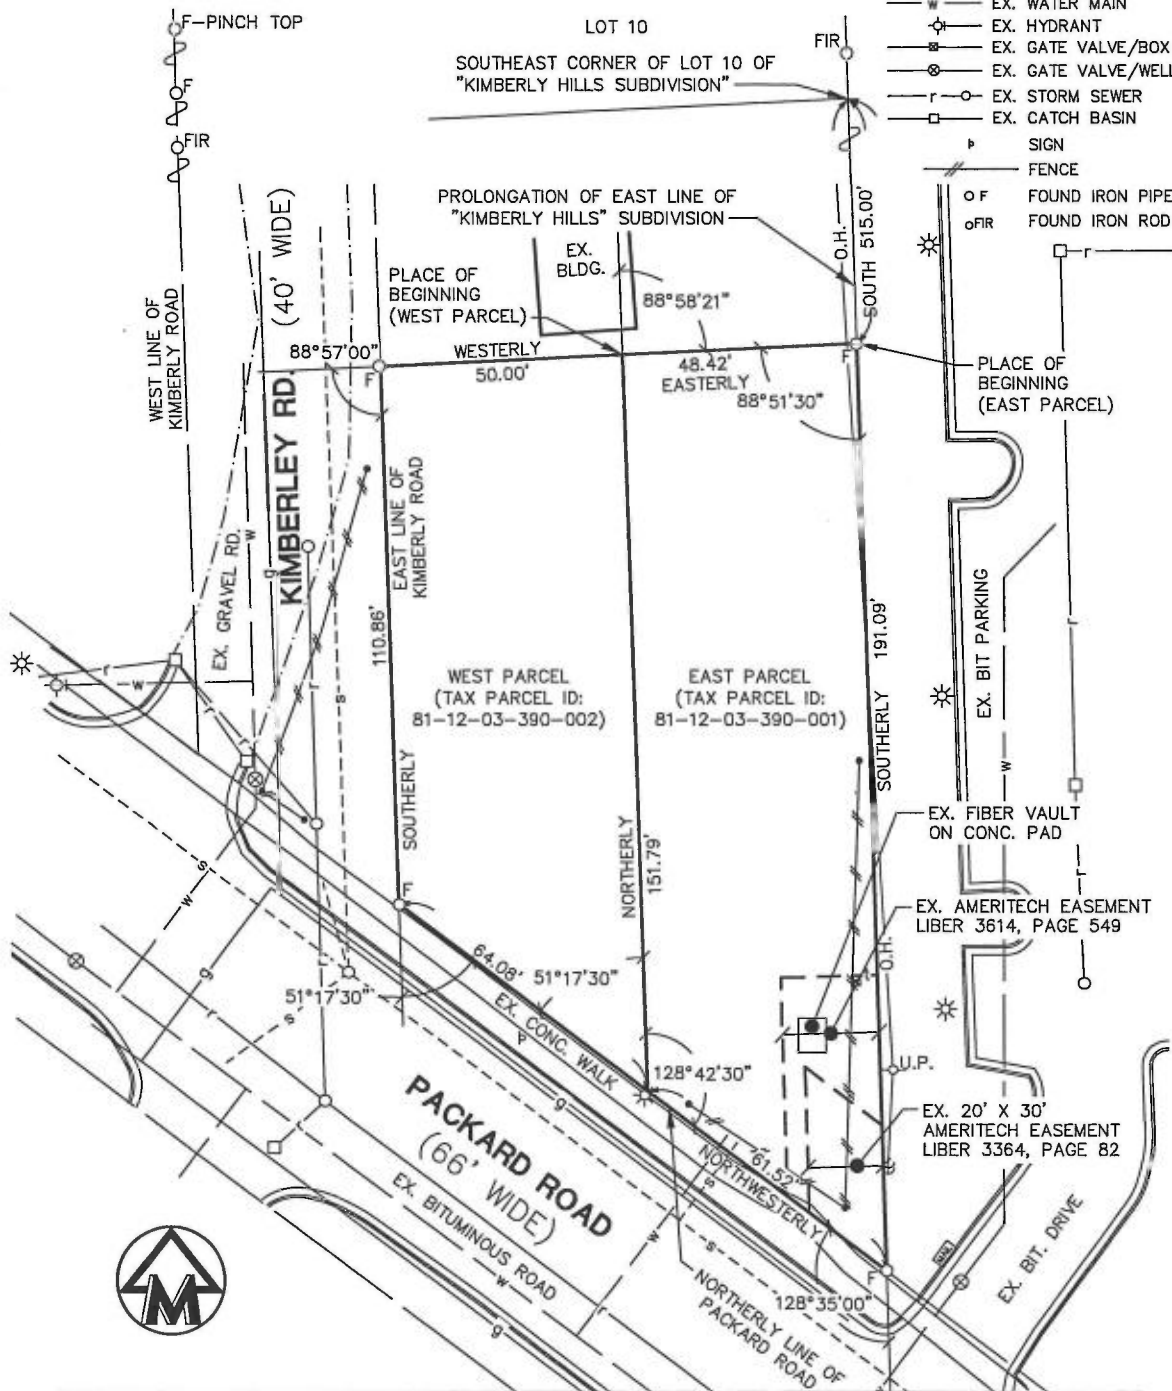 F-PINCH TOP
LOT 10
FIR
SOUTHEAST CORNER OF LOT 10 OF
"KIMBERLY HILLS SUBDIVISION"
F
FIR
w EX. WATER MAIN
EX. HYDRANT
EX. GATE VALVE/BOX
EX. GATE VALVE/WELL
r EX. STORM SEWER
EX. CATCH BASIN
SIGN
FENCE
F FOUND IRON PIPE
FIR FOUND IRON ROD
PROLONGATION OF EAST LINE OF
"KIMBERLY HILLS" SUBDIVISION
O.H.
SOUTH 515.00'
EX.
BLDG.
PLACE OF
BEGINNING
(WEST PARCEL)
88°58'21"
WEST LINE OF
KIMBERLY ROAD
KIMBERLEY RD.
(40' WIDE)
88°57'00"
F
WESTERLY
50.00'
48.42'
EASTERLY
88°51'30"
F
r
PLACE OF
BEGINNING
(EAST PARCEL)
EAST LINE OF
KIMBERLY ROAD
EX. GRAVEL RD.
w
g
110.86'
SOUTHERLY
WEST PARCEL
(TAX PARCEL ID:
81-12-03-390-002)
EAST PARCEL
(TAX PARCEL ID:
81-12-03-390-001)
191.09'
SOUTHERLY
EX. BIT PARKING
r
w
r
w
r
r
r
s
EX. FIBER VAULT
ON CONC. PAD
NORTHERLY
151.79'
F
s
w
g
r
EX. AMERITECH EASEMENT
LIBER 3614, PAGE 549
O.H.
r
64.08'
51°17'30"
51°17'30"
EX. CONC. WALK
s
g
128°42'30"
U.P.
PACKARD ROAD
(66' WIDE)
EX. 20' X 30'
AMERITECH EASEMENT
LIBER 3364, PAGE 82
61.52'
NORTHWESTERLY
EX. BITUMINOUS ROAD
w
s
s
w
r
g
F
128°35'00"
NORTHERLY LINE OF
PACKARD ROAD
EX. BIT. DRIVE
M